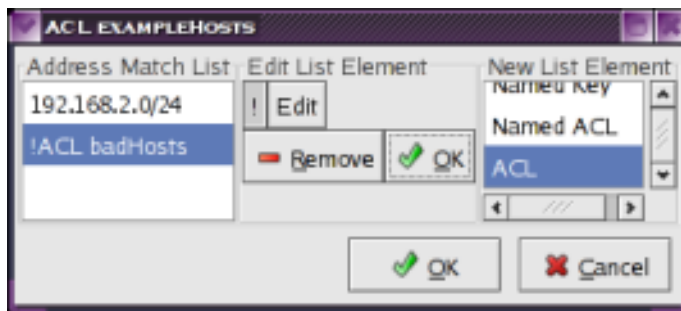 ACL EXAMPLEHOSTS
Address Match List
192.168.2.0/24
!ACL badHosts
Edit List Element
! Edit
Remove OK
New List Element
Named Key
Named ACL
ACL
OK Cancel